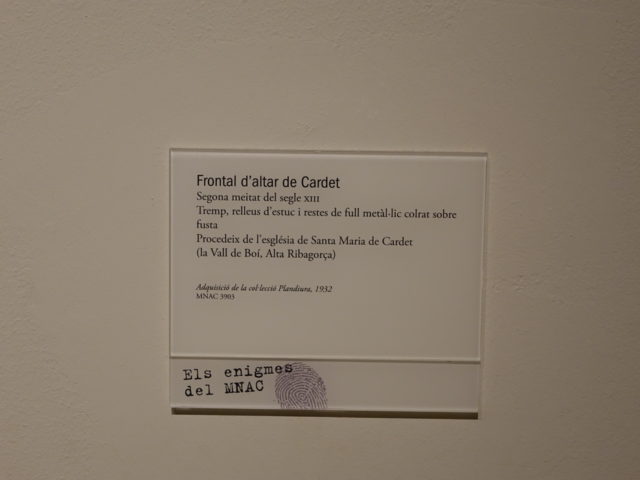 Frontal d'altar de Cardet
Segona meitat del segle XIII
Tremp, relleus d'estuc i restes de full metàl·lic colrat sobre
fusta
Procedeix de l'església de Santa Maria de Cardet
(la Vall de Boí, Alta Ribagorça)
Adquisició de la col·lecció Plandiura, 1932
MNAC 3903
Els enigmes
del MNAC